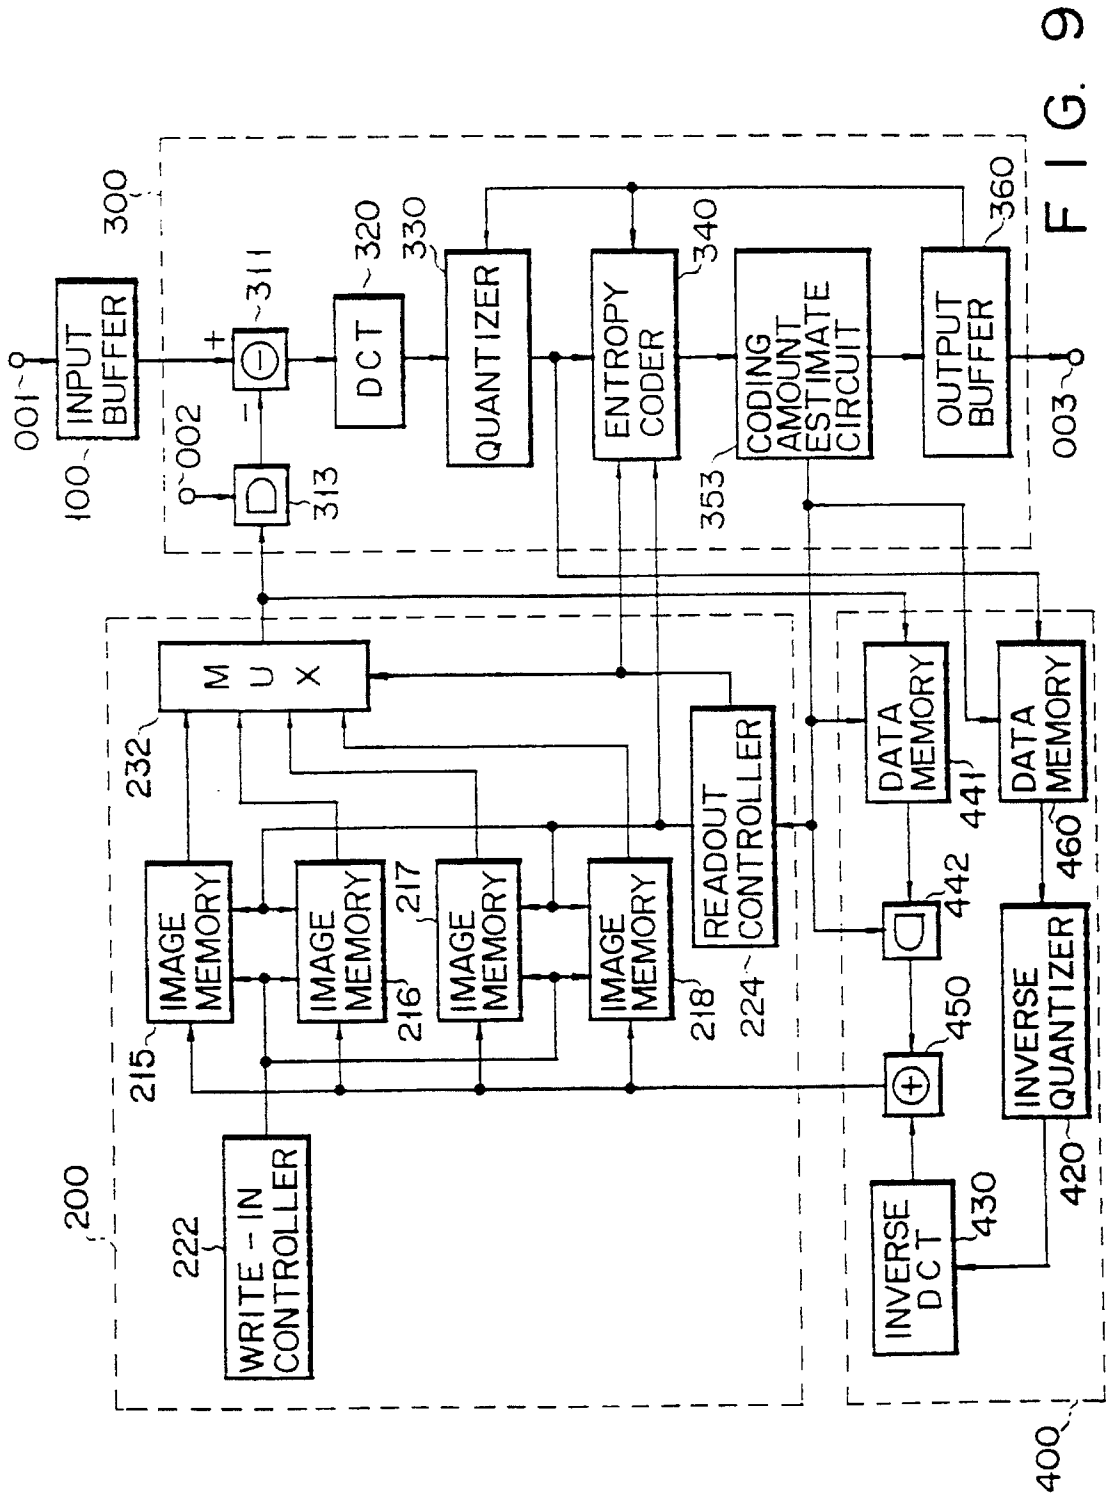 FIG. 9
001
INPUT
BUFFER
100
002
+
−
311
313
300
DCT
320
QUANTIZER
330
ENTROPY
CODER
340
CODING
AMOUNT
ESTIMATE
CIRCUIT
353
OUTPUT
BUFFER
360
003
200
WRITE-IN
CONTROLLER
222
IMAGE
MEMORY
215
IMAGE
MEMORY
216
IMAGE
MEMORY
217
IMAGE
MEMORY
218
MUX
232
READOUT
CONTROLLER
224
400
DATA
MEMORY
441
DATA
MEMORY
460
442
450
+
INVERSE
DCT
430
INVERSE
QUANTIZER
420